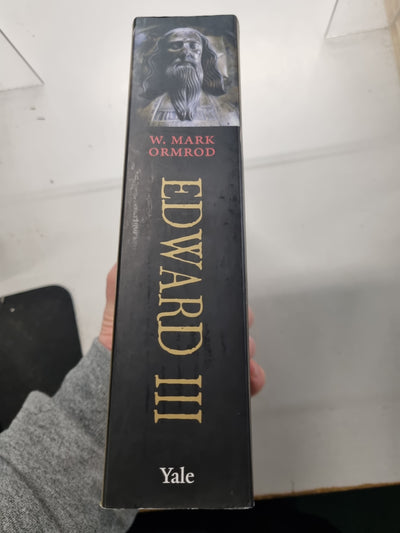 W. MARK
ORMROD
EDWARD III
Yale